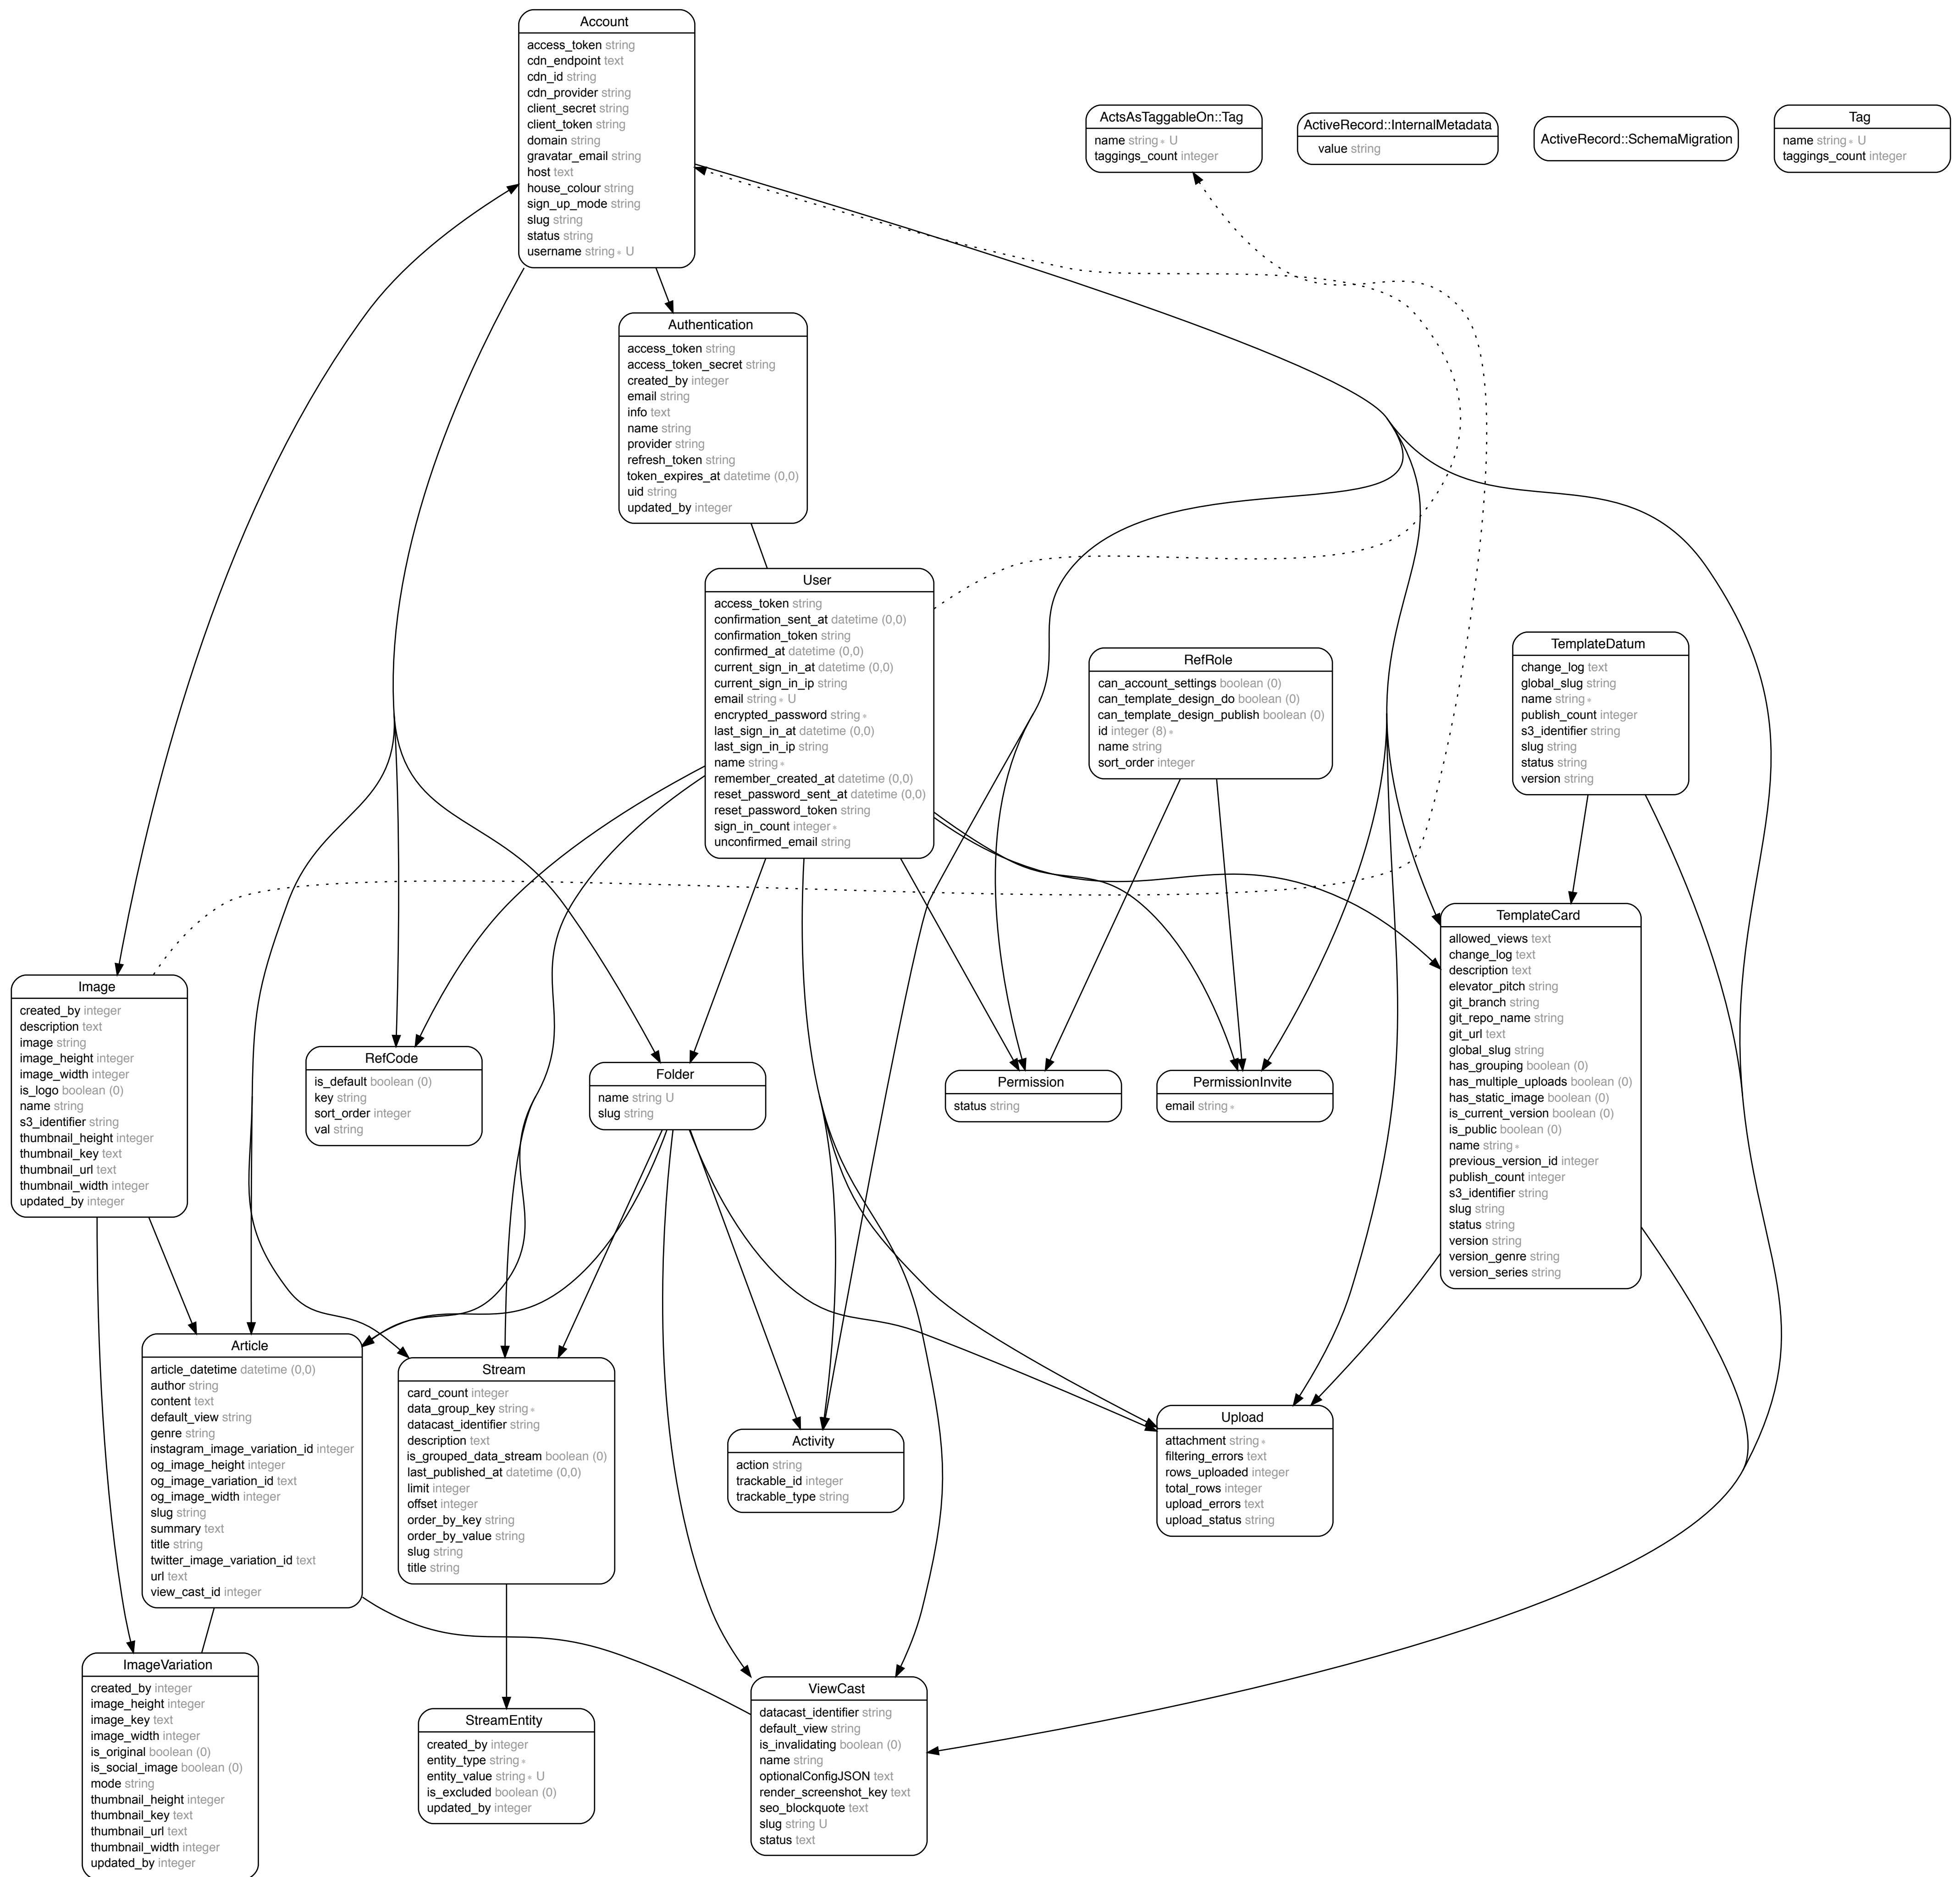 Account
access_token string
cdn_endpoint text
cdn_id string
cdn_provider string
client_secret string
client_token string
domain string
gravatar_email string
host text
house_colour string
sign_up_mode string
slug string
status string
username string∗ U
ActsAsTaggableOn::Tag
name string∗ U
taggings_count integer
ActiveRecord::InternalMetadata
value string
ActiveRecord::SchemaMigration
Tag
name string∗ U
taggings_count integer
Authentication
access_token string
access_token_secret string
created_by integer
email string
info text
name string
provider string
refresh_token string
token_expires_at datetime (0,0)
uid string
updated_by integer
User
access_token string
confirmation_sent_at datetime (0,0)
confirmation_token string
confirmed_at datetime (0,0)
current_sign_in_at datetime (0,0)
current_sign_in_ip string
email string∗ U
encrypted_password string∗
last_sign_in_at datetime (0,0)
last_sign_in_ip string
name string∗
remember_created_at datetime (0,0)
reset_password_sent_at datetime (0,0)
reset_password_token string
sign_in_count integer∗
unconfirmed_email string
RefRole
can_account_settings boolean (0)
can_template_design_do boolean (0)
can_template_design_publish boolean (0)
id integer (8)∗
name string
sort_order integer
TemplateDatum
change_log text
global_slug string
name string∗
publish_count integer
s3_identifier string
slug string
status string
version string
TemplateCard
allowed_views text
change_log text
description text
elevator_pitch string
git_branch string
git_repo_name string
git_url text
global_slug string
has_grouping boolean (0)
has_multiple_uploads boolean (0)
has_static_image boolean (0)
is_current_version boolean (0)
is_public boolean (0)
name string∗
previous_version_id integer
publish_count integer
s3_identifier string
slug string
status string
version string
version_genre string
version_series string
Image
created_by integer
description text
image string
image_height integer
image_width integer
is_logo boolean (0)
name string
s3_identifier string
thumbnail_height integer
thumbnail_key text
thumbnail_url text
thumbnail_width integer
updated_by integer
RefCode
is_default boolean (0)
key string
sort_order integer
val string
Folder
name string U
slug string
Permission
status string
PermissionInvite
email string∗
Article
article_datetime datetime (0,0)
author string
content text
default_view string
genre string
instagram_image_variation_id integer
og_image_height integer
og_image_variation_id text
og_image_width integer
slug string
summary text
title string
twitter_image_variation_id text
url text
view_cast_id integer
Stream
card_count integer
data_group_key string∗
datacast_identifier string
description text
is_grouped_data_stream boolean (0)
last_published_at datetime (0,0)
limit integer
offset integer
order_by_key string
order_by_value string
slug string
title string
Activity
action string
trackable_id integer
trackable_type string
Upload
attachment string∗
filtering_errors text
rows_uploaded integer
total_rows integer
upload_errors text
upload_status string
ImageVariation
created_by integer
image_height integer
image_key text
image_width integer
is_original boolean (0)
is_social_image boolean (0)
mode string
thumbnail_height integer
thumbnail_key text
thumbnail_url text
thumbnail_width integer
updated_by integer
StreamEntity
created_by integer
entity_type string∗
entity_value string∗ U
is_excluded boolean (0)
updated_by integer
ViewCast
datacast_identifier string
default_view string
is_invalidating boolean (0)
name string
optionalConfigJSON text
render_screenshot_key text
seo_blockquote text
slug string U
status text